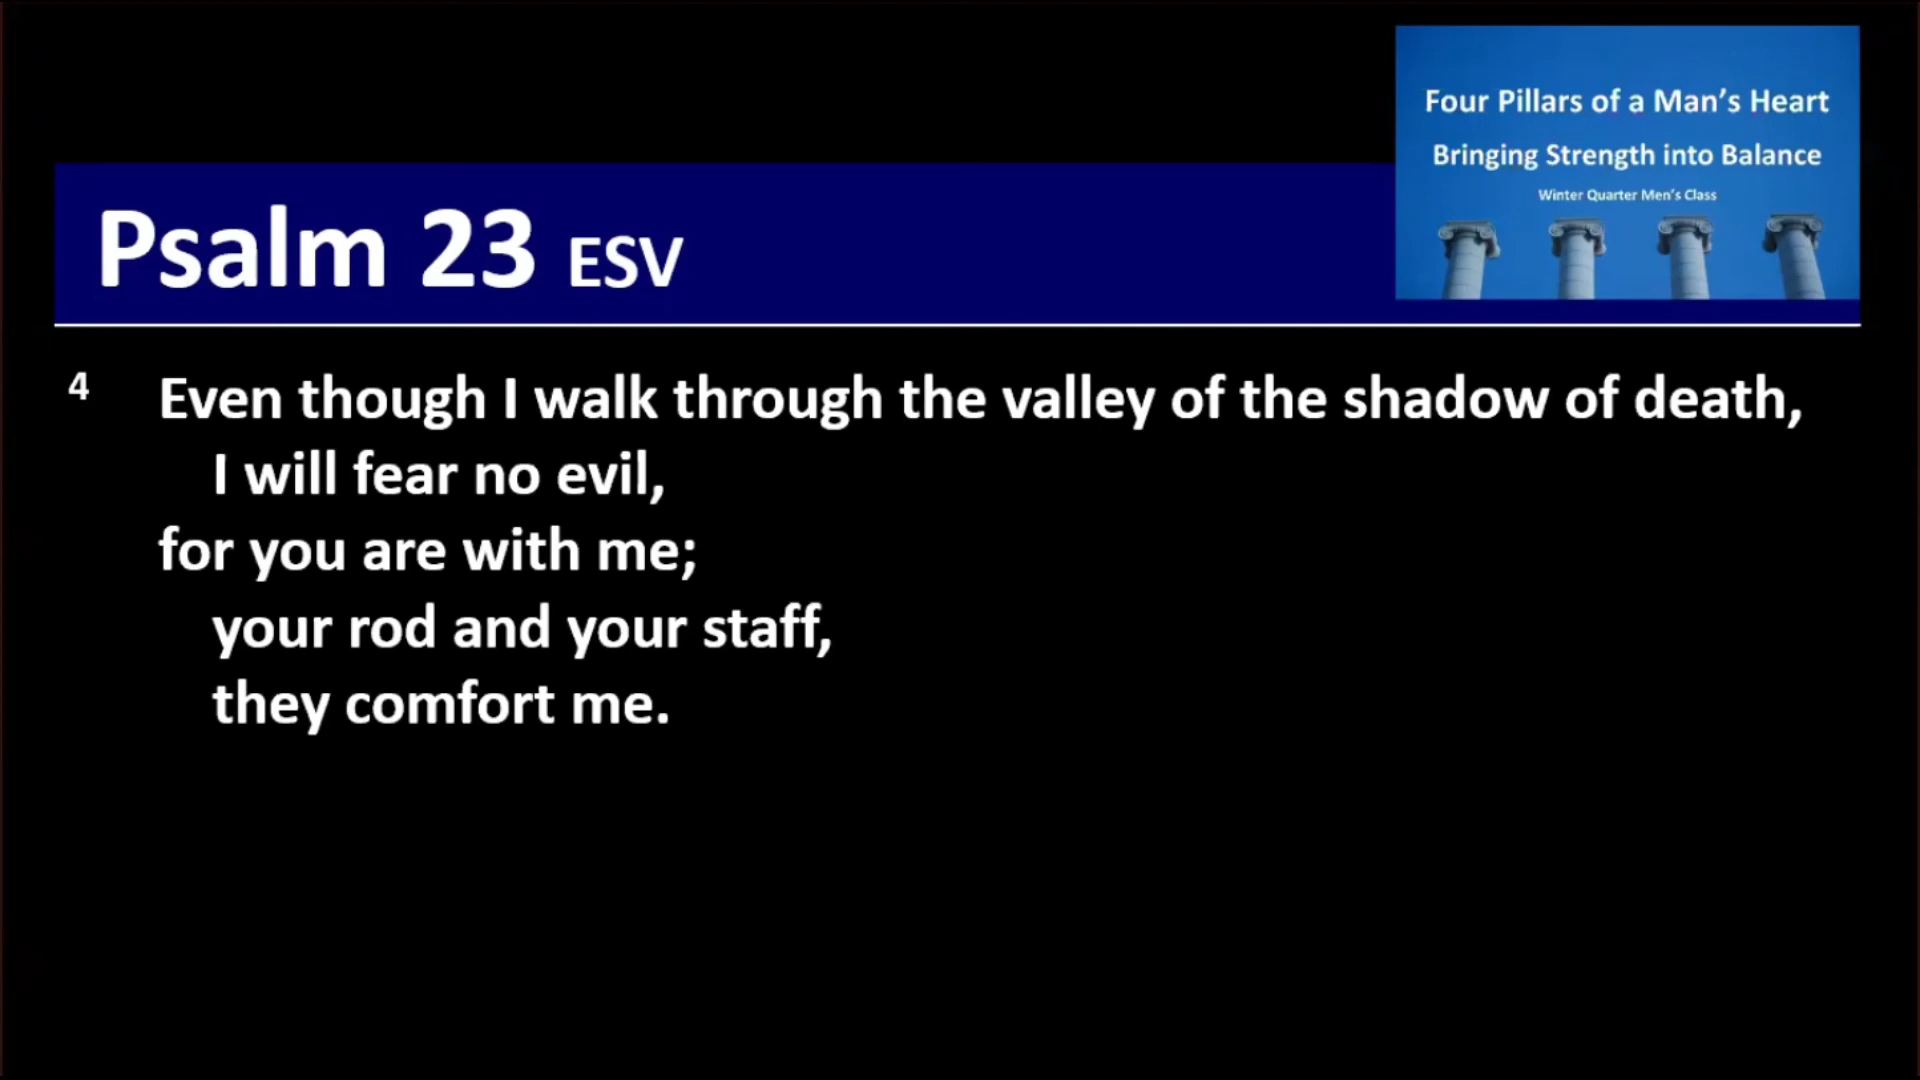 Four Pillars of a Man's Heart
Bringing Strength into Balance
Winter Quarter Men's Class
Psalm 23 ESV
4 Even though I walk through the valley of the shadow of death,
I will fear no evil,
for you are with me;
your rod and your staff,
they comfort me.